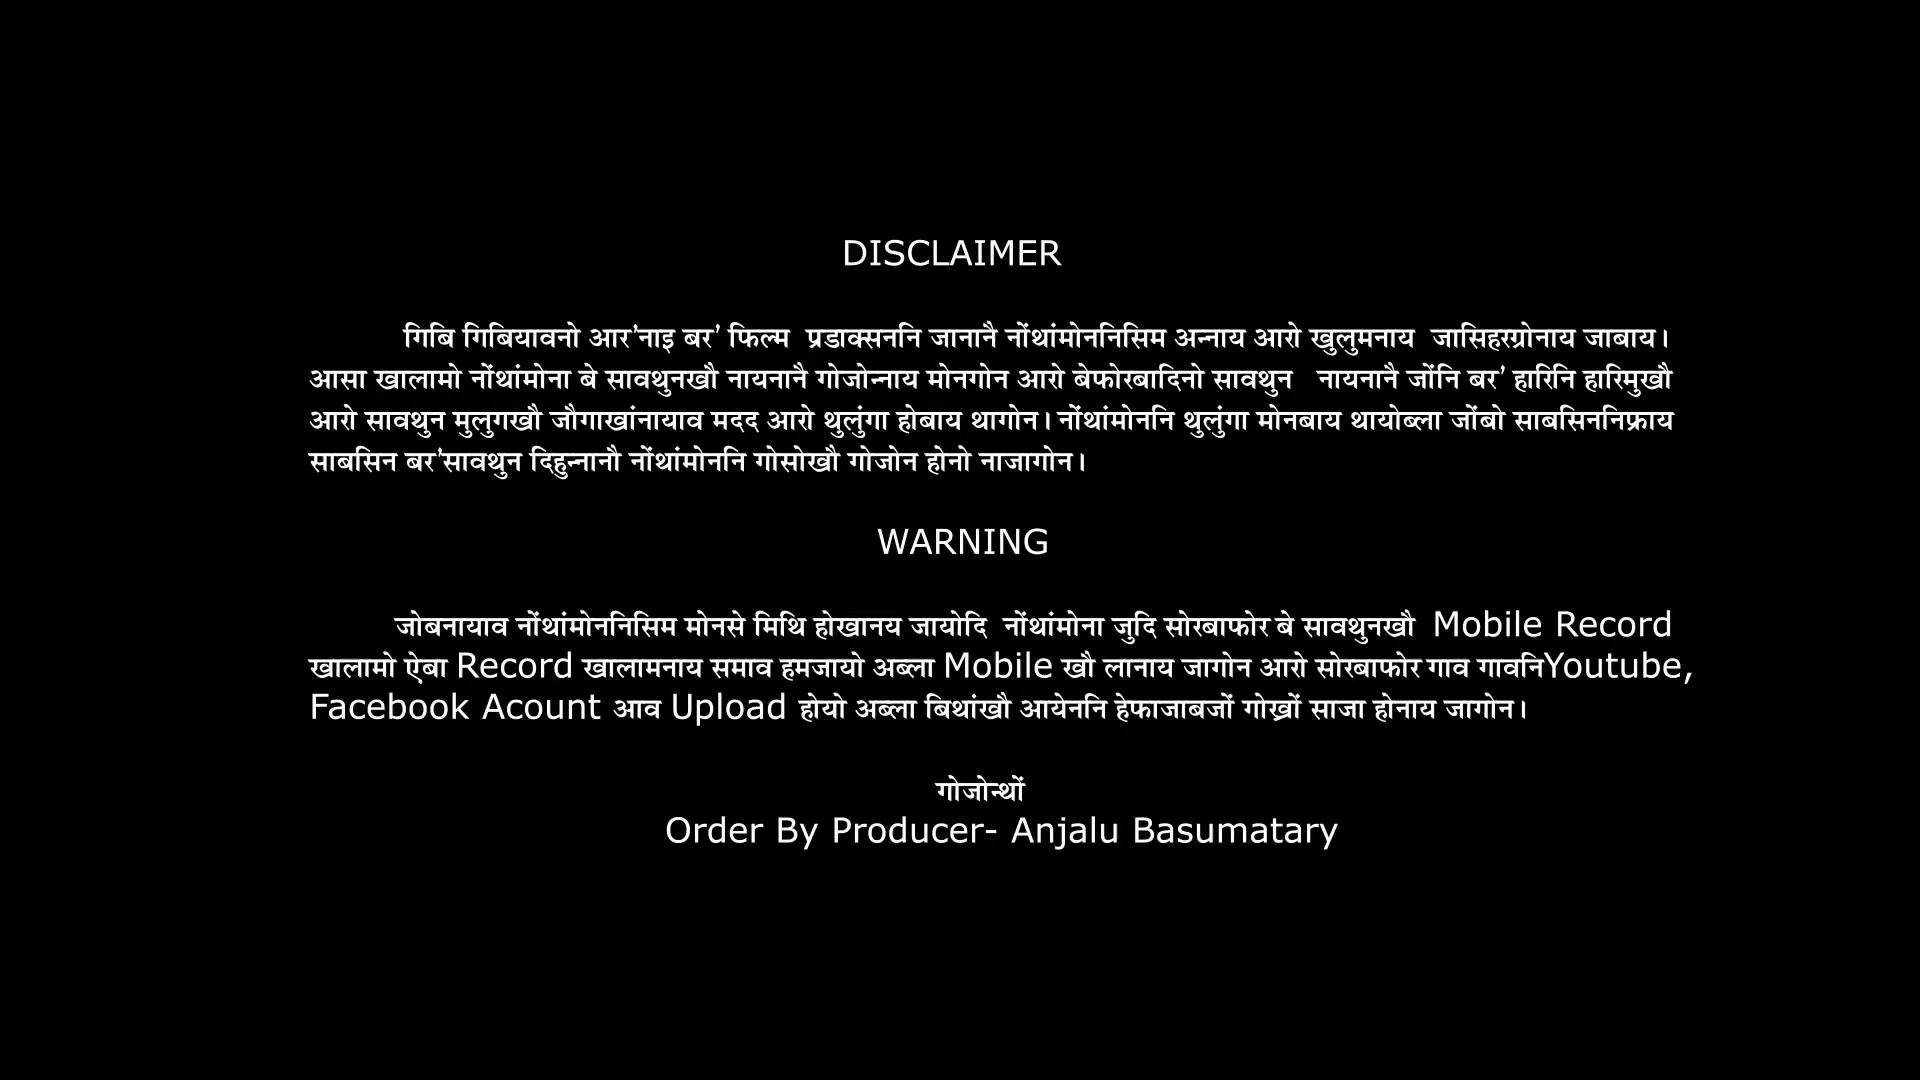 DISCLAIMER
गिबि गिबियावनो आर'नाइ बर' फिल्म प्रडाक्सननि जानानै नोंथांमोननिसिम अन्नाय आरो खुलुमनाय जासिहरग्रोनाय जाबाय।
आसा खालामो नोंथांमोना बे सावथुनखौ नायनानै गोजोन्नाय मोनगोन आरो बेफोरबादिनो सावथुन नायनानै जोंनि बर' हारिनि हारिमुखौ
आरो सावथुन मुलुगखौ जौगाखांनायाव मदद आरो थुलुंगा होबाय थागोन। नोंथांमोननि थुलुंगा मोनबाय थायोब्ला जोंबो साबसिननिफ्राय
साबसिन बर'सावथुन दिहुन्नानौ नोंथांमोननि गोसोखौ गोजोन होनो नाजागोन।
WARNING
जोबनायाव नोंथांमोननिसिम मोनसे मिथि होखानय जायोदि नोंथांमोना जुदि सोरबाफोर बे सावथुनखौ Mobile Record
खालामो ऐबा Record खालामनाय समाव हमजायो अब्ला Mobile खौ लानाय जागोन आरो सोरबाफोर गाव गावनिYoutube,
Facebook Acount आव Upload होयो अब्ला बिथांखौ आयेननि हेफाजाबजों गोख्रों साजा होनाय जागोन।
गोजोन्थों
Order By Producer- Anjalu Basumatary